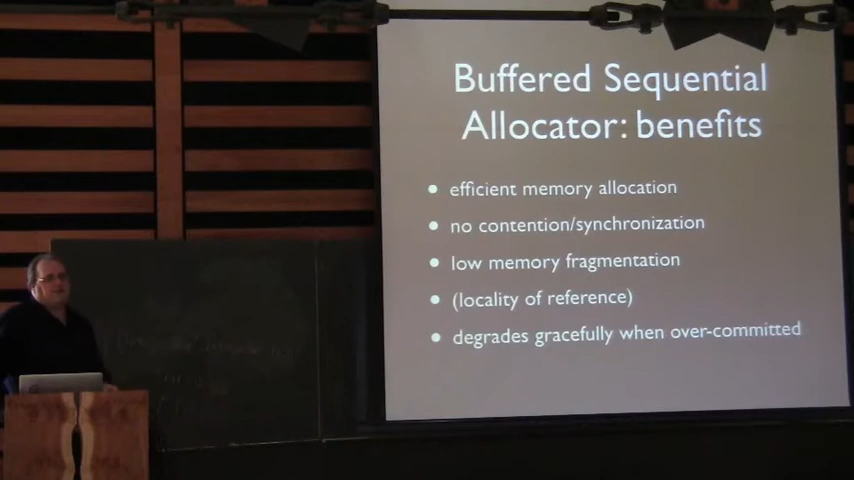 Buffered Sequential
Allocator: benefits
• efficient memory allocation
• no contention/synchronization
• low memory fragmentation
• (locality of reference)
• degrades gracefully when over-committed